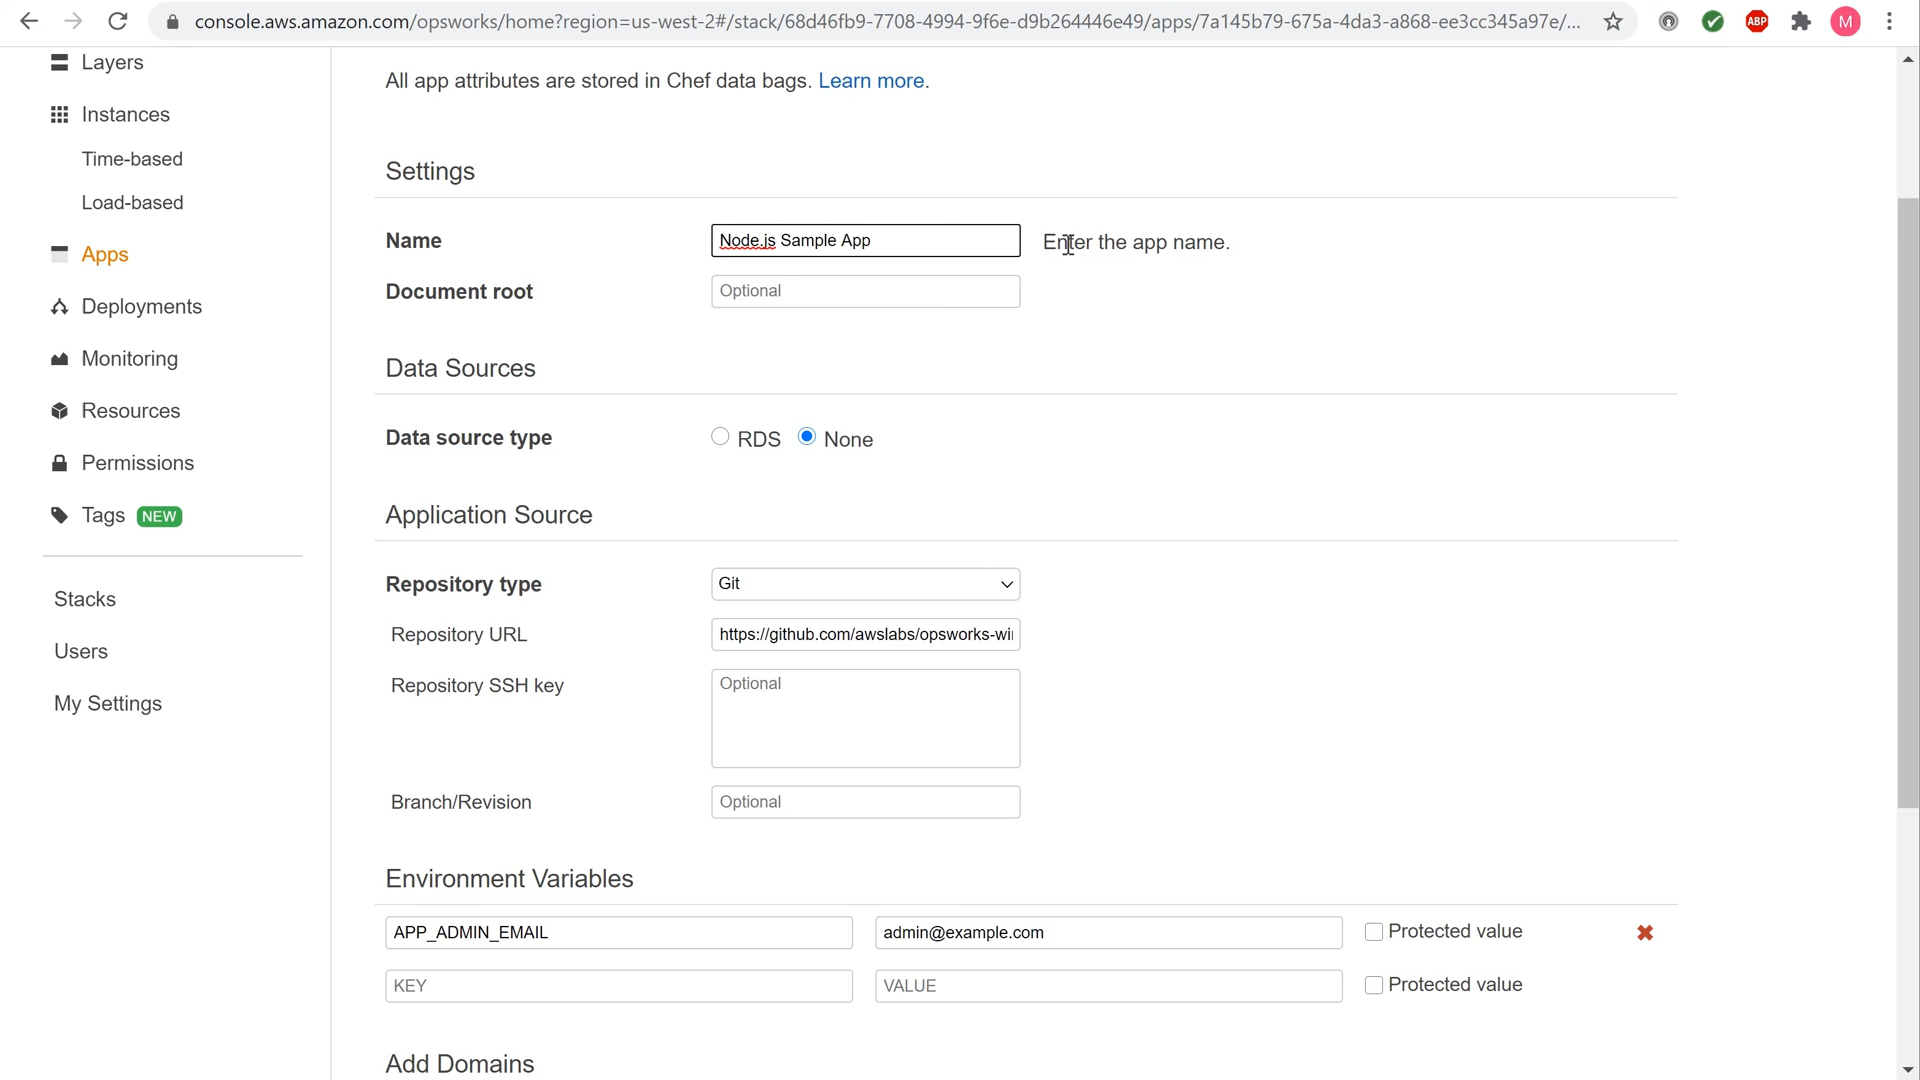 console.aws.amazon.com/opsworks/home?region=us-west-2#/stack/68d46fb9-7708-4994-9f6e-d9b264446e49/apps/7a145b79-675a-4da3-a868-ee3cc345a97e/...
ABP
M
Layers
All app attributes are stored in Chef data bags. Learn more.
Instances
Time-based
Settings
Load-based
Name
Node.js Sample App
Enter the app name.
Apps
Document root
Optional
Deployments
Monitoring
Data Sources
Resources
Data source type
RDS
None
Permissions
Tags NEW
Application Source
Repository type
Git
Stacks
Repository URL
https://github.com/awslabs/opsworks-wi
Users
Repository SSH key
Optional
My Settings
Branch/Revision
Optional
Environment Variables
APP_ADMIN_EMAIL
admin@example.com
Protected value
KEY
VALUE
Protected value
Add Domains